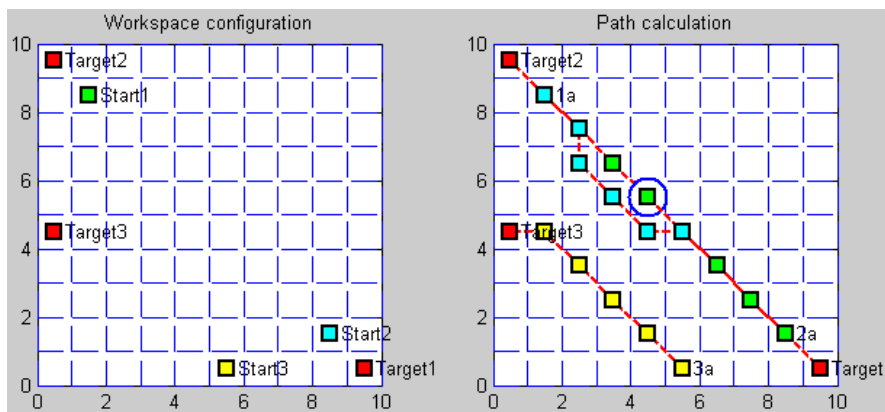 Workspace configuration
10
8
6
4
2
0
0 2 4 6 8 10
Target2
Start1
Target3
Start2
Start3
Target1
Path calculation
10
8
6
4
2
0
0 2 4 6 8 10
Target2
1a
Target3
2a
3a
Target